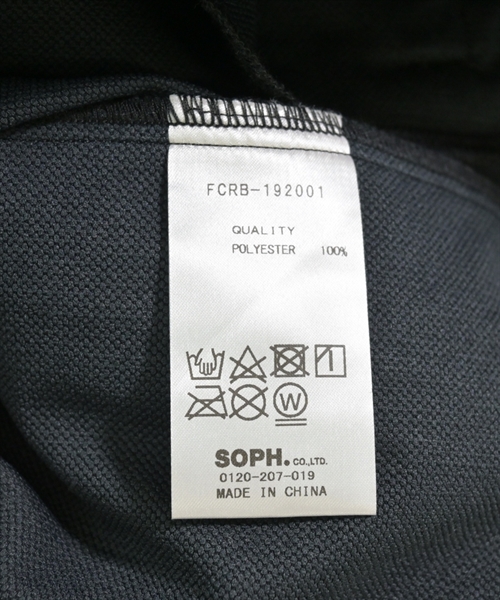 FCRB-192001
QUALITY
POLYESTER 100%
W
SOPH. CO.,LTD.
0120-207-019
MADE IN CHINA